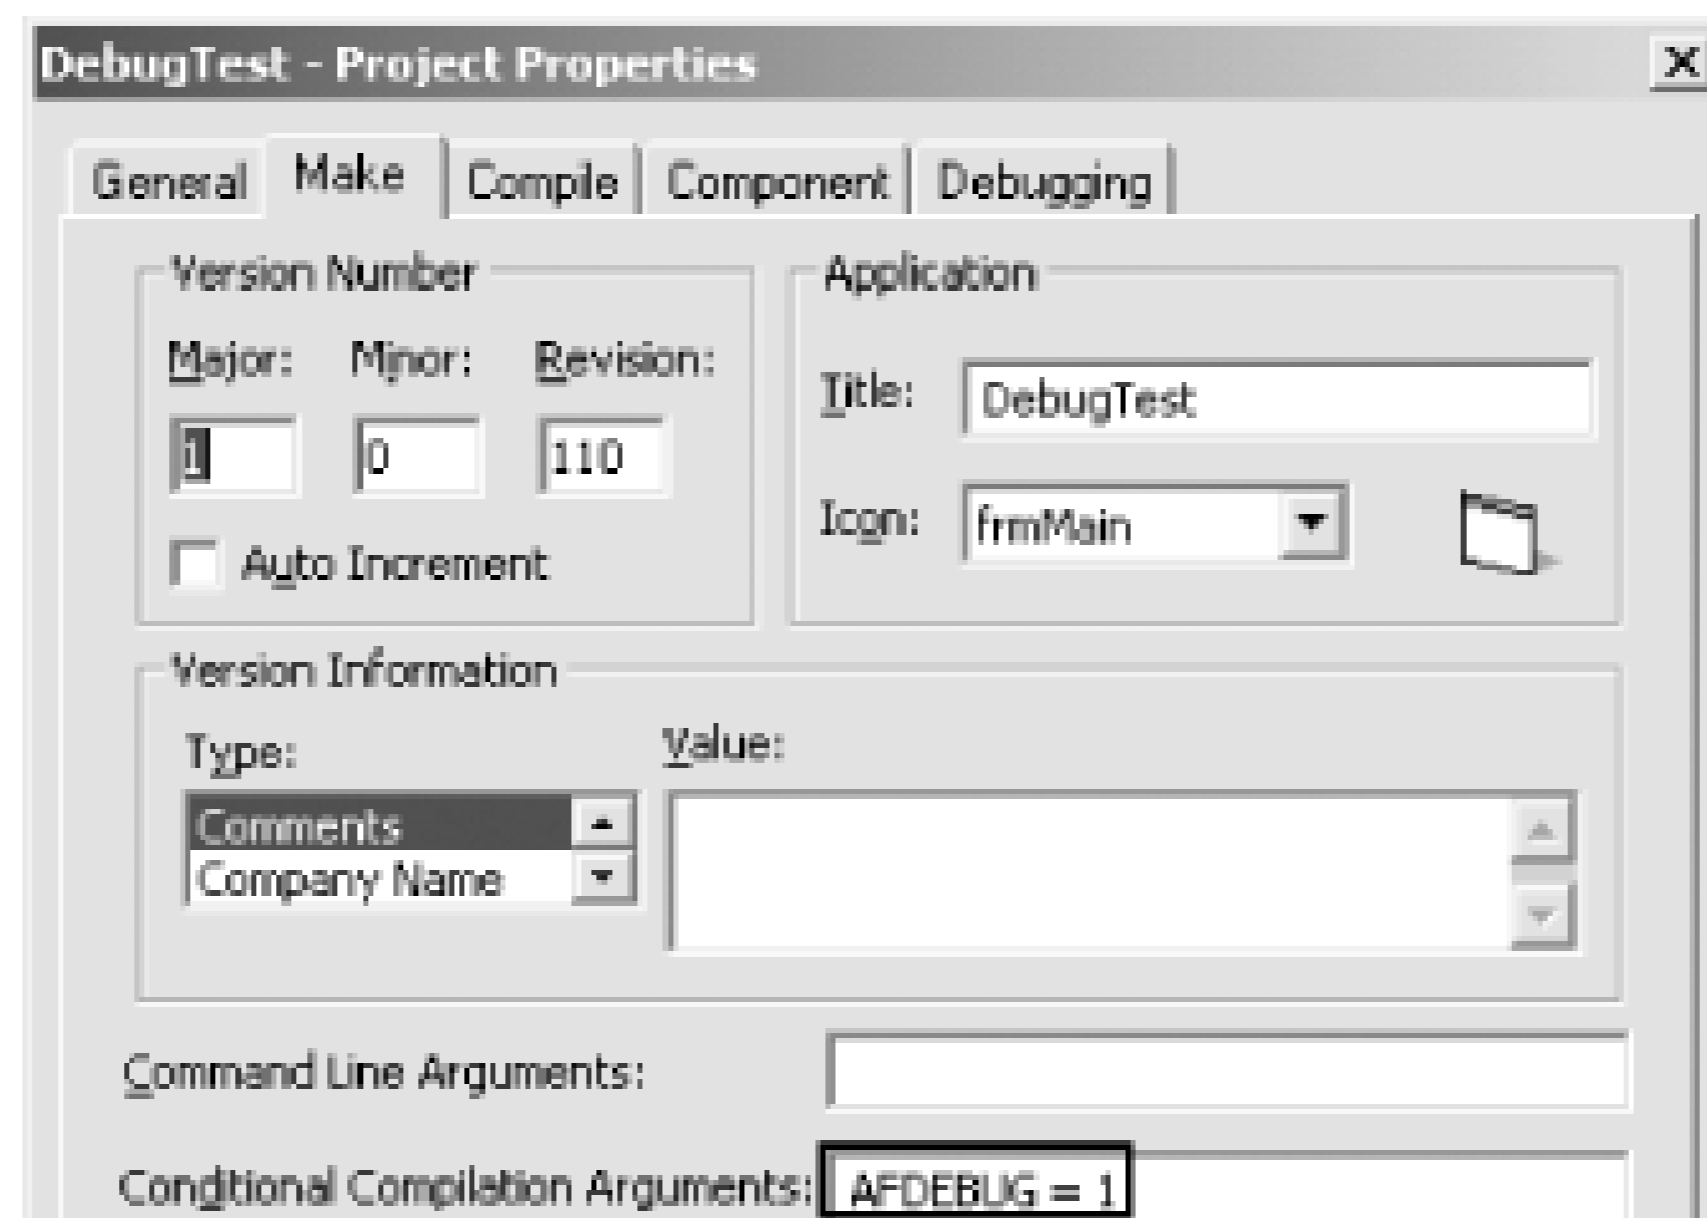 DebugTest - Project Properties
General Make Compile Component Debugging
Version Number
Major: Minor: Revision:
1 0 110
Auto Increment
Application
Title: DebugTest
Icon: frmMain
Version Information
Type: Value:
Comments
Company Name
Command Line Arguments:
Conditional Compilation Arguments: AFDEBUG = 1